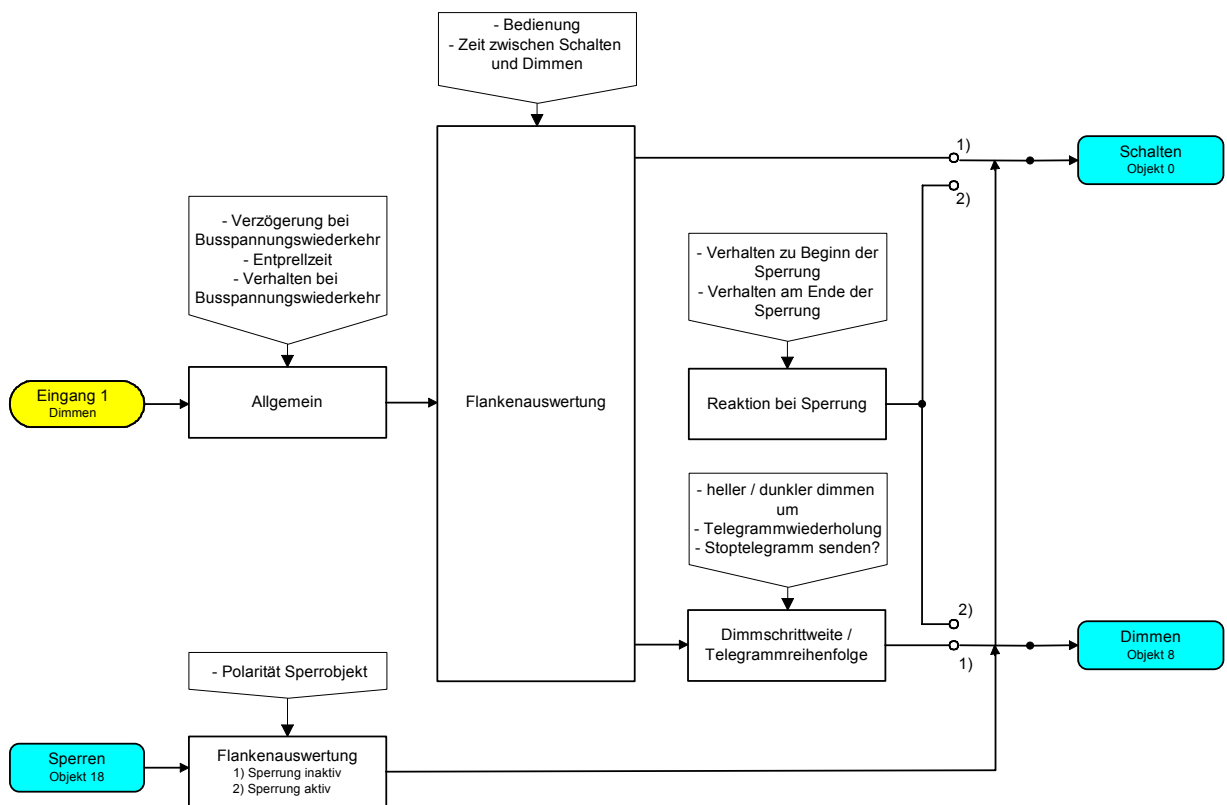 - Bedienung
- Zeit zwischen Schalten
und Dimmen
1)
Schalten
Objekt 0
2)
- Verzögerung bei
Busspannungswiederkehr
- Entprellzeit
- Verhalten bei
Busspannungswiederkehr
- Verhalten zu Beginn der
Sperrung
- Verhalten am Ende der
Sperrung
Eingang 1
Dimmen
Allgemein
Flankenauswertung
Reaktion bei Sperrung
- heller / dunkler dimmen
um
- Telegrammwiederholung
- Stoptelegramm senden?
2)
Dimmschrittweite /
Telegrammreihenfolge
1)
Dimmen
Objekt 8
- Polarität Sperrobjekt
Sperren
Objekt 18
Flankenauswertung
1) Sperrung inaktiv
2) Sperrung aktiv